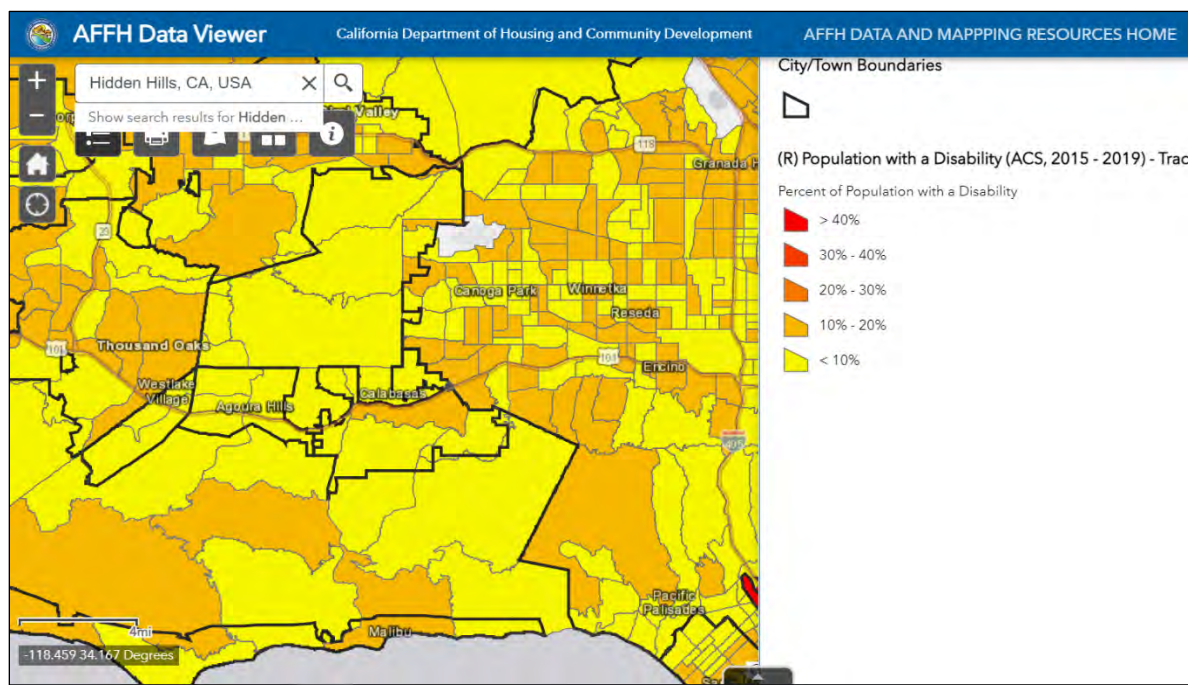 AFFH Data Viewer
California Department of Housing and Community Development
AFFH DATA AND MAPPPING RESOURCES HOME
+
−
Hidden Hills, CA, USA
Show search results for Hidden ...
Valley
118
Granada H
23
Canoga Park
Winnetka
Reseda
101
Thousand Oaks
101
Encino
Westlake
Village
Agoura Hills
Calabasas
405
Pacific
Palisades
Malibu
4mi
-118.459 34.167 Degrees
City/Town Boundaries
(R) Population with a Disability (ACS, 2015 - 2019) - Trac
Percent of Population with a Disability
> 40%
30% - 40%
20% - 30%
10% - 20%
< 10%